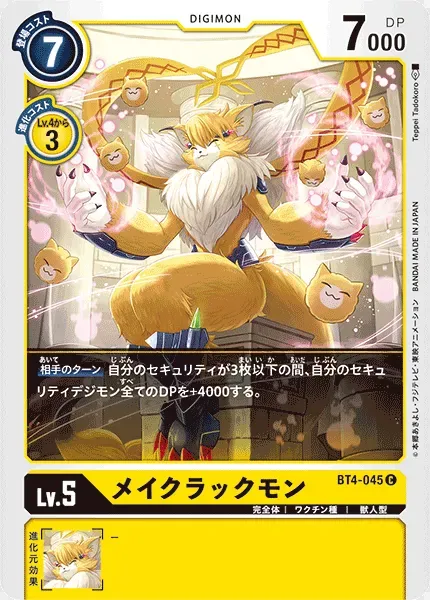 登場コスト
7
DIGIMON
7000
DP
進化コスト
Lv.4から
3
Teppei Tadokoro
©本郷あきよし・フジテレビ・東映アニメーション BANDAI MADE IN JAPAN
相手のターン 自分のセキュリティが3枚以下の間、自分のセキュ
リティデジモン全てのDPを+4000する。
BT4-045 C
Lv.5
メイクラックモン
完全体 | ワクチン種 | 獣人型
進化元効果
ー